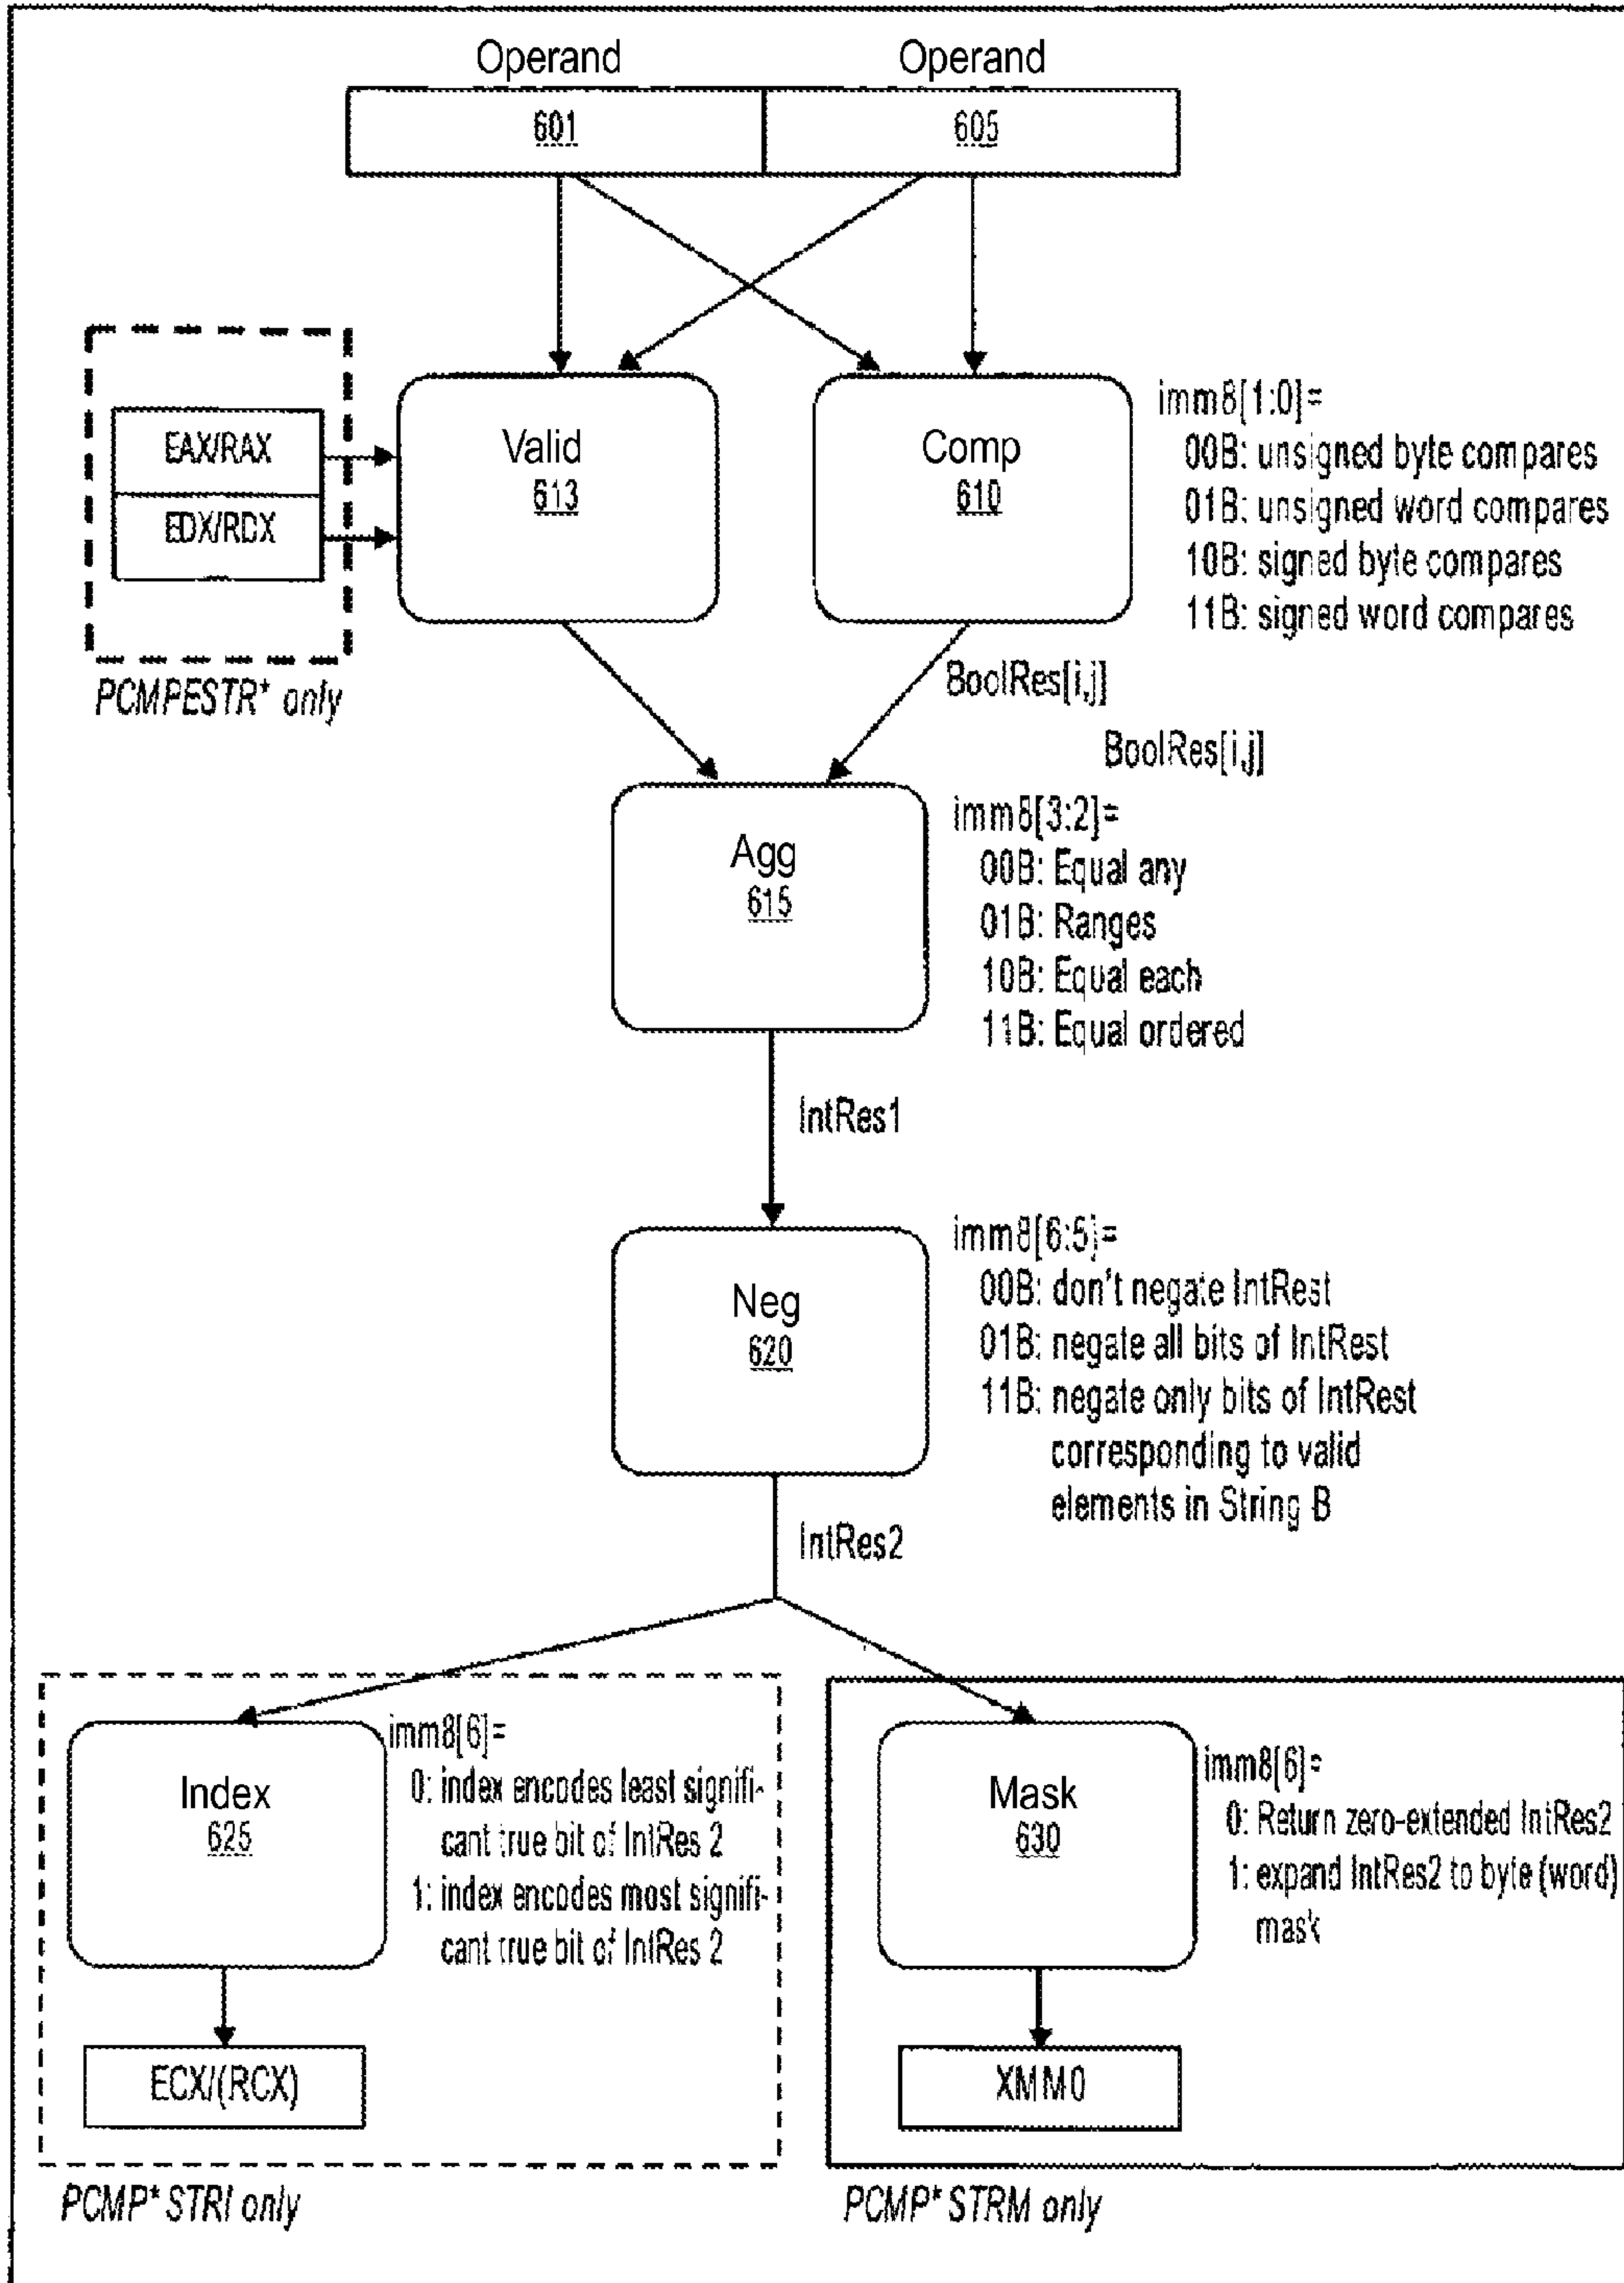 Operand Operand
601 605
EAX/RAX
EDX/RDX
PCMPESTR* only
Valid
613
Comp
610
imm8[1:0]=
00B: unsigned byte compares
01B: unsigned word compares
10B: signed byte compares
11B: signed word compares
BoolRes[i,j]
BoolRes[i,j]
Agg
615
imm8[3:2]=
00B: Equal any
01B: Ranges
10B: Equal each
11B: Equal ordered
IntRes1
Neg
620
imm8[6:5]=
00B: don't negate IntRest
01B: negate all bits of IntRest
11B: negate only bits of IntRest
corresponding to valid
elements in String B
IntRes2
Index
625
imm8[6]=
0: index encodes least signifi-
cant true bit of IntRes 2
1: index encodes most signifi-
cant true bit of IntRes 2
ECX/(RCX)
PCMP* STRI only
Mask
630
imm8[6]=
0: Return zero-extended IntRes2
1: expand IntRes2 to byte (word)
mask
XMM0
PCMP* STRM only